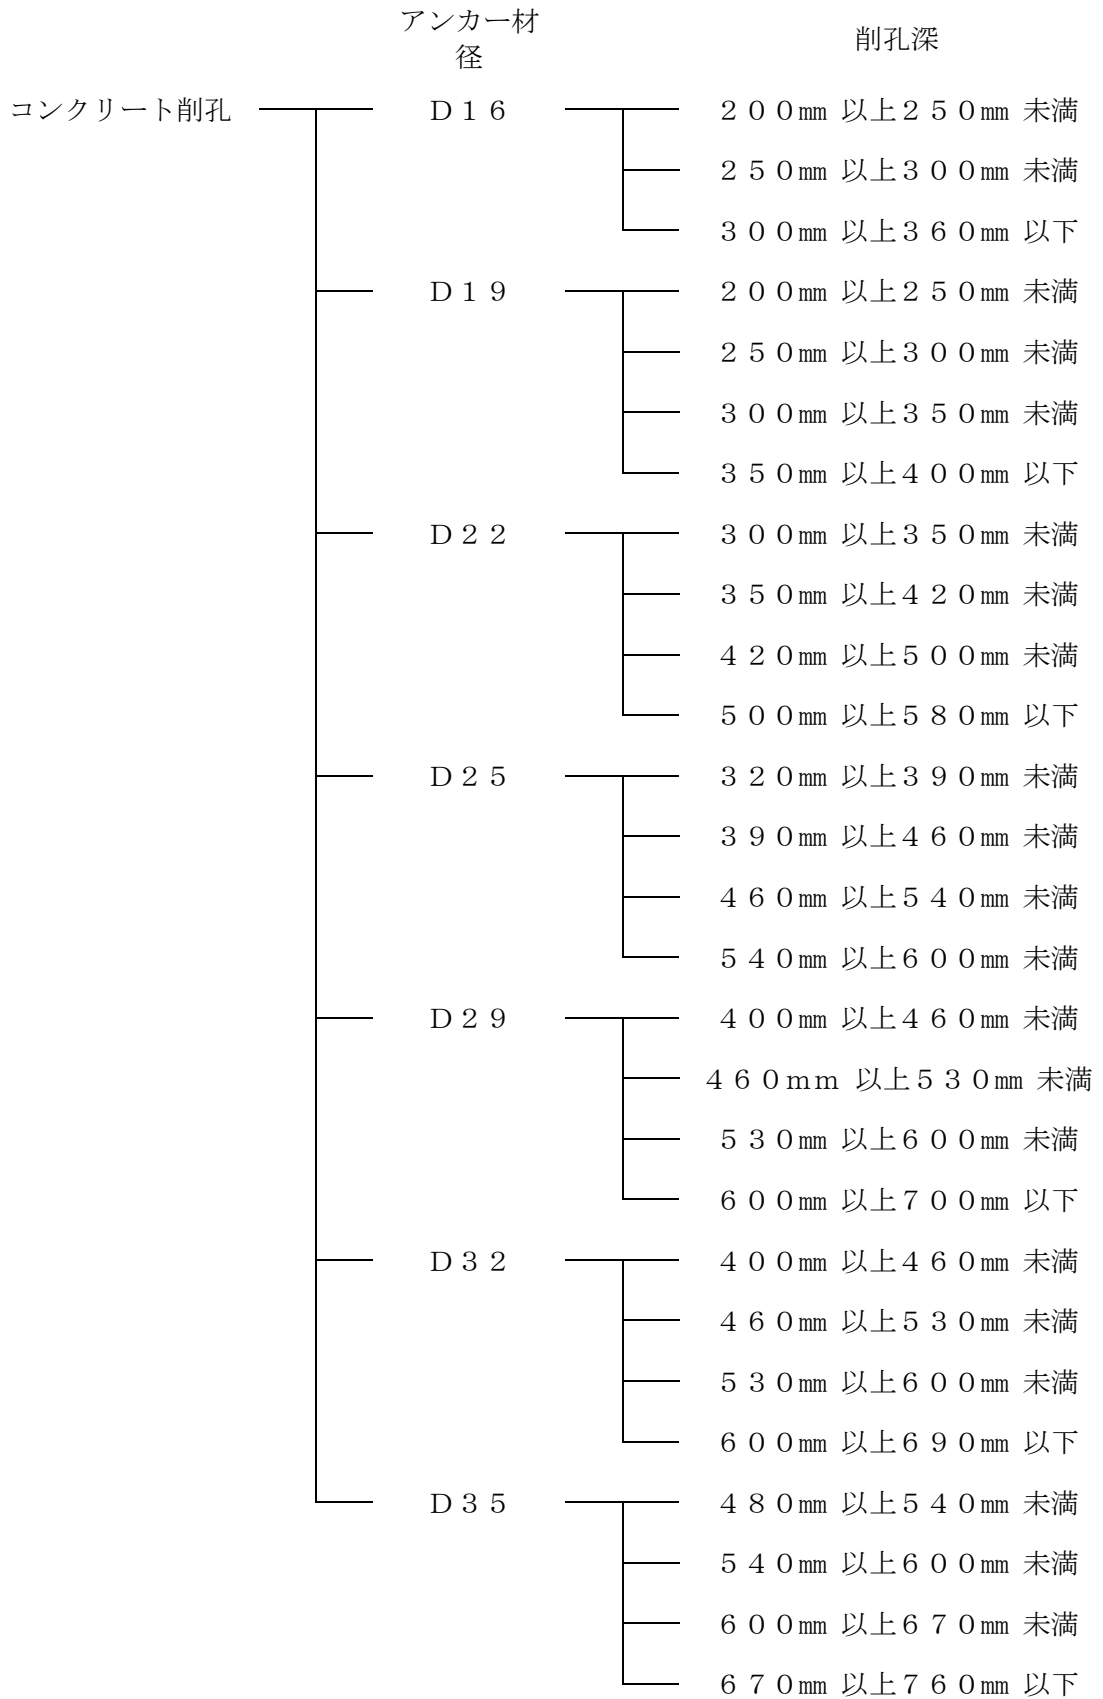 アンカー材
径
削孔深
コンクリート削孔 Ｄ１６ ２００㎜ 以上２５０㎜ 未満
２５０㎜ 以上３００㎜ 未満
３００㎜ 以上３６０㎜ 以下
Ｄ１９ ２００㎜ 以上２５０㎜ 未満
２５０㎜ 以上３００㎜ 未満
３００㎜ 以上３５０㎜ 未満
３５０㎜ 以上４００㎜ 以下
Ｄ２２ ３００㎜ 以上３５０㎜ 未満
３５０㎜ 以上４２０㎜ 未満
４２０㎜ 以上５００㎜ 未満
５００㎜ 以上５８０㎜ 以下
Ｄ２５ ３２０㎜ 以上３９０㎜ 未満
３９０㎜ 以上４６０㎜ 未満
４６０㎜ 以上５４０㎜ 未満
５４０㎜ 以上６００㎜ 未満
Ｄ２９ ４００㎜ 以上４６０㎜ 未満
４６０ｍｍ 以上５３０㎜ 未満
５３０㎜ 以上６００㎜ 未満
６００㎜ 以上７００㎜ 以下
Ｄ３２ ４００㎜ 以上４６０㎜ 未満
４６０㎜ 以上５３０㎜ 未満
５３０㎜ 以上６００㎜ 未満
６００㎜ 以上６９０㎜ 以下
Ｄ３５ ４８０㎜ 以上５４０㎜ 未満
５４０㎜ 以上６００㎜ 未満
６００㎜ 以上６７０㎜ 未満
６７０㎜ 以上７６０㎜ 以下